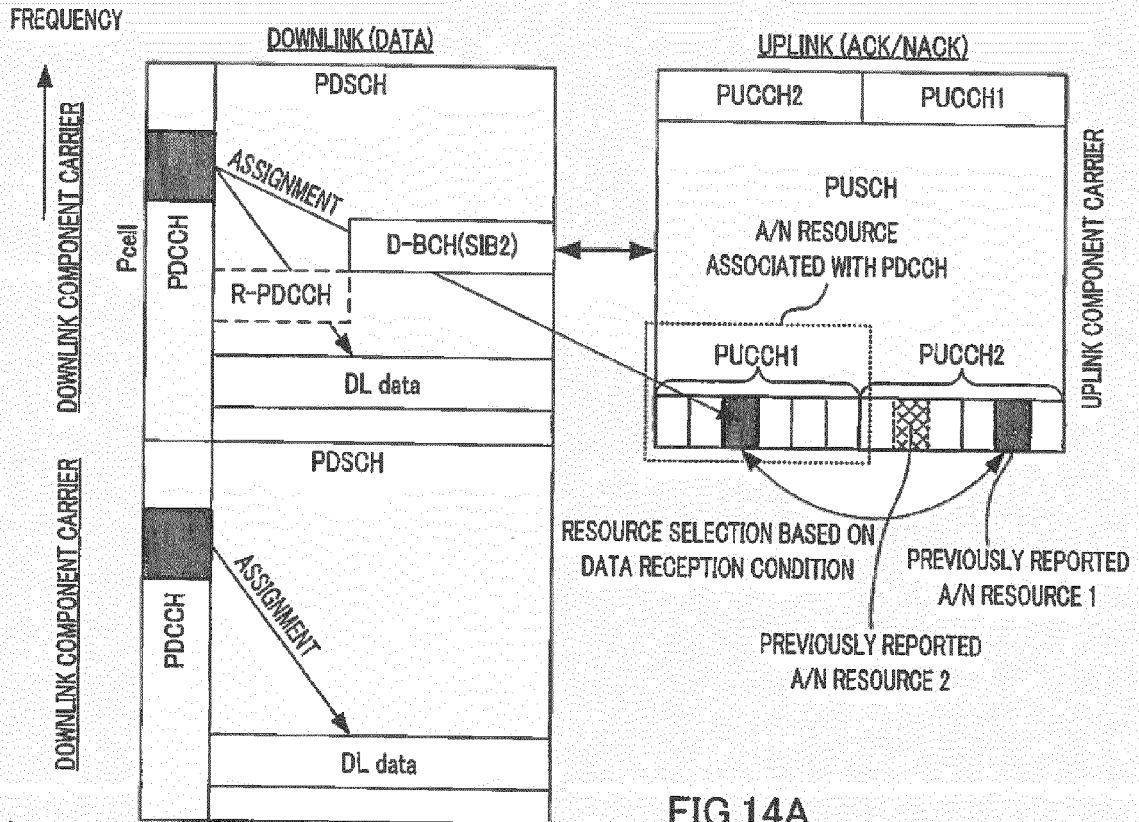 FREQUENCY
DOWNLINK (DATA)
UPLINK (ACK/NACK)
PDSCH
PUCCH2
PUCCH1
DOWNLINK COMPONENT CARRIER
Pcell
PDCCH
ASSIGNMENT
D-BCH(SIB2)
R-PDCCH
DL data
PUSCH
A/N RESOURCE
ASSOCIATED WITH PDCCH
UPLINK COMPONENT CARRIER
PUCCH1
PUCCH2
PDSCH
DOWNLINK COMPONENT CARRIER
PDCCH
ASSIGNMENT
DL data
RESOURCE SELECTION BASED ON
DATA RECEPTION CONDITION
PREVIOUSLY REPORTED
A/N RESOURCE 1
PREVIOUSLY REPORTED
A/N RESOURCE 2
FIG.14A